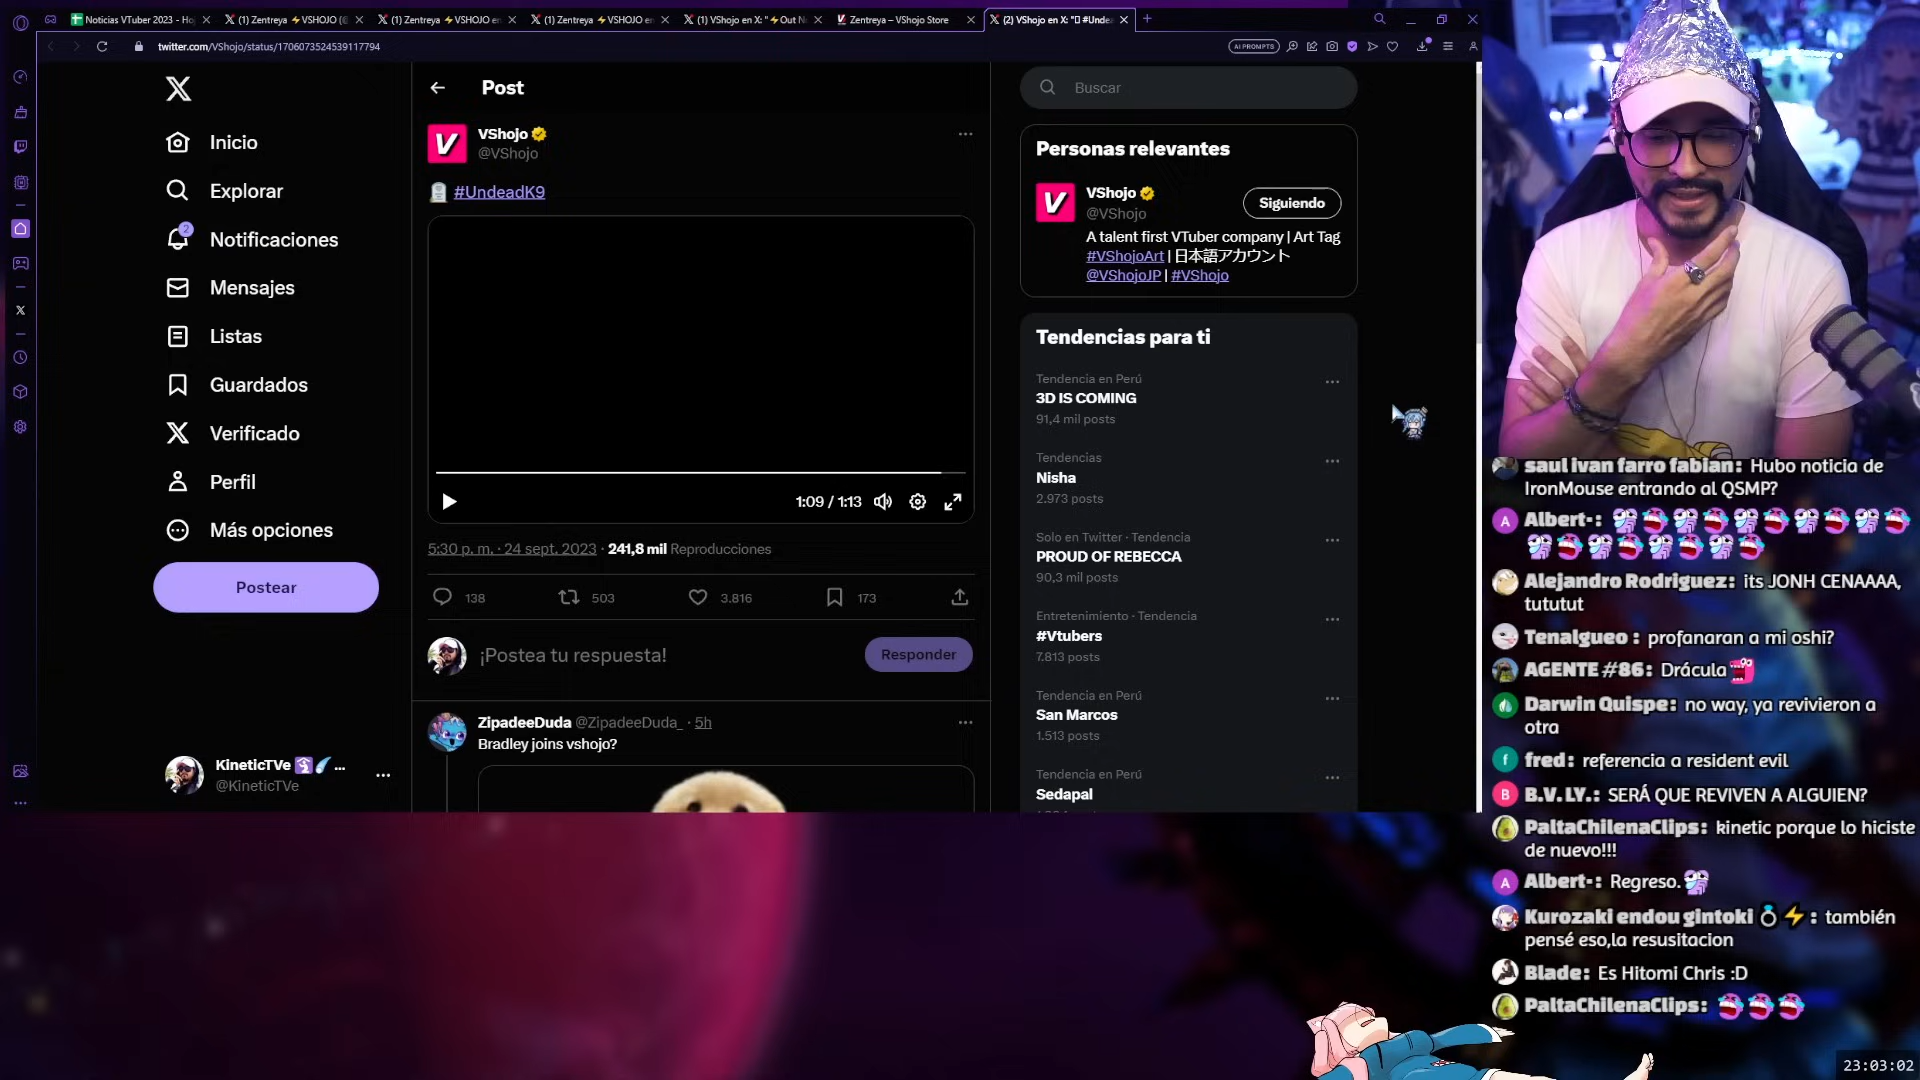 Noticias VTuber 2023 - Ho
(1) Zentreya ⚡VSHOJO (@
(1) Zentreya ⚡VSHOJO en
(1) Zentreya ⚡VSHOJO en
(1) VShojo en X: "⚡Out N
Zentreya – VShojo Store
(2) VShojo en X: "🪦 #Unde
twitter.com/VShojo/status/1706073524539117794
AI PROMPTS
Inicio
Explorar
2
Notificaciones
Mensajes
Listas
Guardados
Verificado
Perfil
Más opciones
Postear
KineticTVe
...
@KineticTVe
Post
VShojo
@VShojo
🪦 #UndeadK9
1:09 / 1:13
5:30 p. m. · 24 sept. 2023 · 241,8 mil Reproducciones
138
503
3.816
173
¡Postea tu respuesta!
Responder
ZipadeeDuda @ZipadeeDuda_ · 5h
Bradley joins vshojo?
Buscar
Personas relevantes
VShojo
@VShojo
Siguiendo
A talent first VTuber company | Art Tag
#VShojoArt | 日本語アカウント
@VShojoJP | #VShojo
Tendencias para ti
Tendencia en Perú
3D IS COMING
91,4 mil posts
Tendencias
Nisha
2.973 posts
Solo en Twitter · Tendencia
PROUD OF REBECCA
90,3 mil posts
Entretenimiento · Tendencia
#Vtubers
7.813 posts
Tendencia en Perú
San Marcos
1.513 posts
Tendencia en Perú
Sedapal
saul ivan farro fabian: Hubo noticia de
IronMouse entrando al QSMP?
A Albert-:
Alejandro Rodriguez: its JONH CENAAAA,
tututut
Tenalgueo : profanaran a mi oshi?
AGENTE #86: Drácula
Darwin Quispe: no way, ya revivieron a
otra
f fred: referencia a resident evil
B B.V. LY.: SERÁ QUE REVIVEN A ALGUIEN?
PaltaChilenaClips: kinetic porque lo hiciste
de nuevo!!!
A Albert-: Regreso.
Kurozaki endou gintoki 💍⚡: también
pensé eso,la resusitacion
Blade: Es Hitomi Chris :D
PaltaChilenaClips:
23:03:02